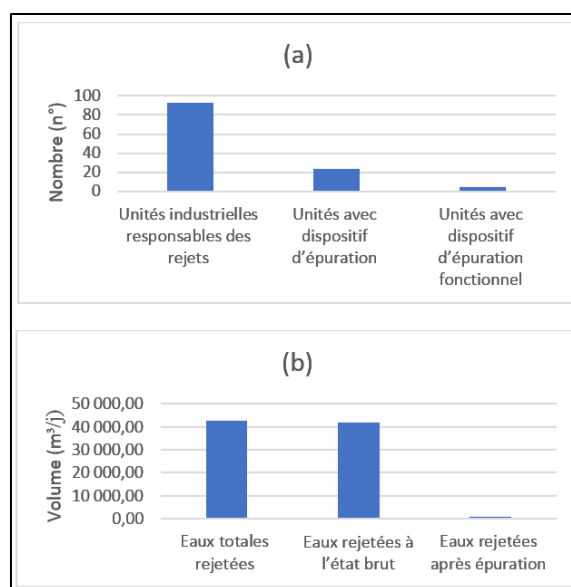 (a)
Nombre (n°)
100
80
60
40
20
0
Unités industrielles
responsables des
rejets
Unités avec
dispositif
d'épuration
Unités avec
dispositif
d'épuration
fonctionnel
(b)
Volume (m³/j)
50 000,00
40 000,00
30 000,00
20 000,00
10 000,00
0,00
Eaux totales
rejetées
Eaux rejetées à
l'état brut
Eaux rejetées
après épuration